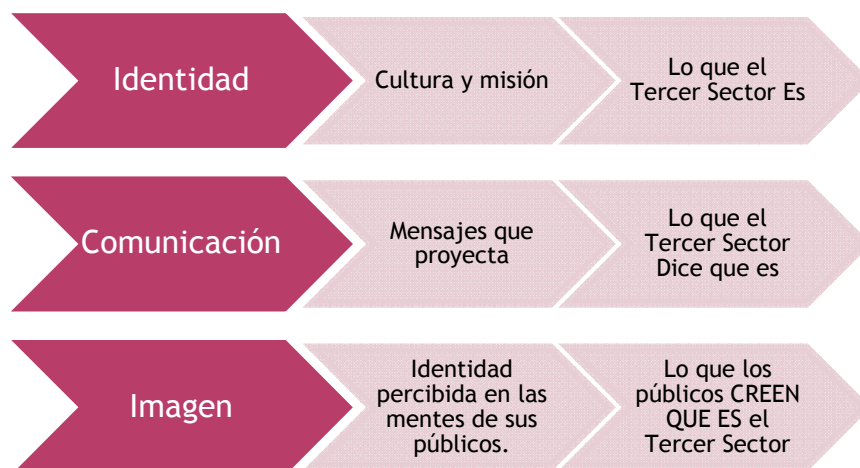 Identidad
Cultura y misión
Lo que el
Tercer Sector Es
Comunicación
Mensajes que
proyecta
Lo que el
Tercer Sector
Dice que es
Imagen
Identidad
percibida en las
mentes de sus
públicos.
Lo que los
públicos CREEN
QUE ES el
Tercer Sector